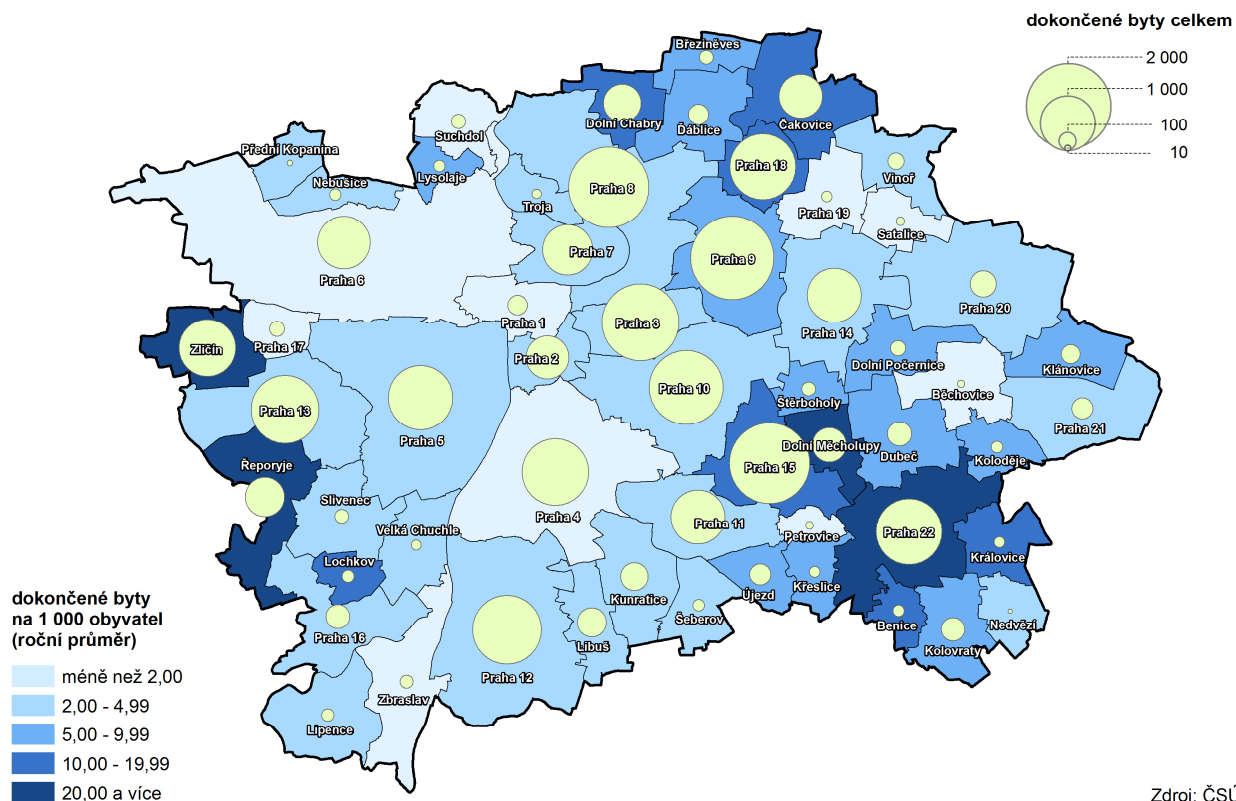 dokončené byty celkem
2 000
1 000
100
10
Březiněves
Dolní Chabry
Ďáblice
Čakovice
Suchdol
Přední Kopanina
Lysolaje
Nebušice
Praha 18
Vinoř
Praha 8
Troja
Praha 19
Satalice
Praha 7
Praha 9
Praha 6
Praha 20
Praha 1
Praha 3
Praha 14
Zličín
Praha 17
Praha 2
Dolní Počernice
Klánovice
Praha 10
Běchovice
Štěrboholy
Praha 13
Praha 5
Praha 21
Dolní Měcholupy
Dubeč
Koloděje
Řeporyje
Praha 15
Slivenec
Praha 4
Praha 11
Velká Chuchle
Petrovice
Praha 22
Královice
Lochkov
Kunratice
Újezd
Křeslice
Šeberov
Benice
Nedvězí
Praha 16
Libuš
Kolovraty
Praha 12
Zbraslav
Lipence
dokončené byty
na 1 000 obyvatel
(roční průměr)
méně než 2,00
2,00 - 4,99
5,00 - 9,99
10,00 - 19,99
20,00 a více
Zdroj: ČSÚ